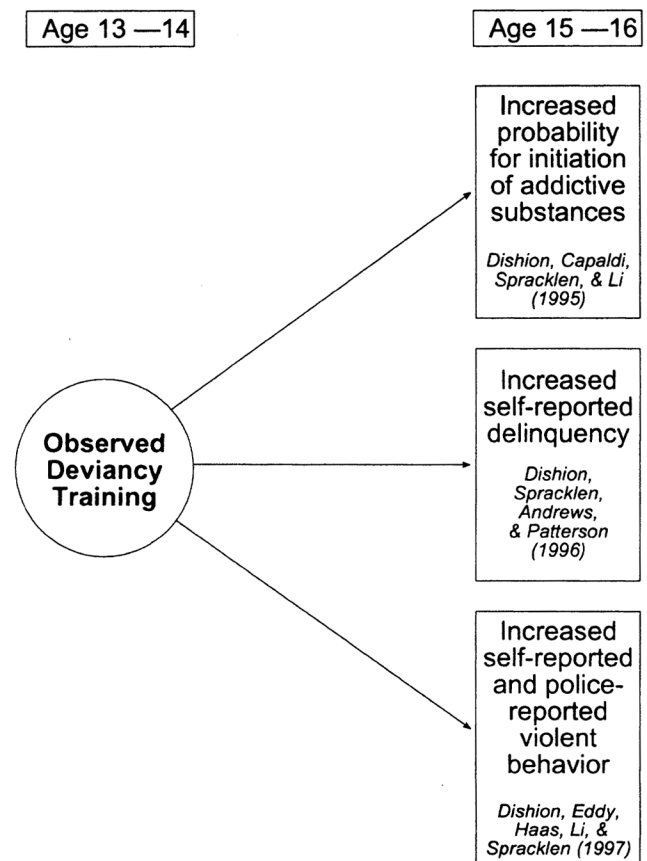 Age 13 —14
Age 15 —16
Increased
probability
for initiation
of addictive
substances
Dishion, Capaldi,
Spracklen, & Li
(1995)
Observed
Deviancy
Training
Increased
self-reported
delinquency
Dishion,
Spracklen,
Andrews,
& Patterson
(1996)
Increased
self-reported
and police-
reported
violent
behavior
Dishion, Eddy,
Haas, Li, &
Spracklen (1997)